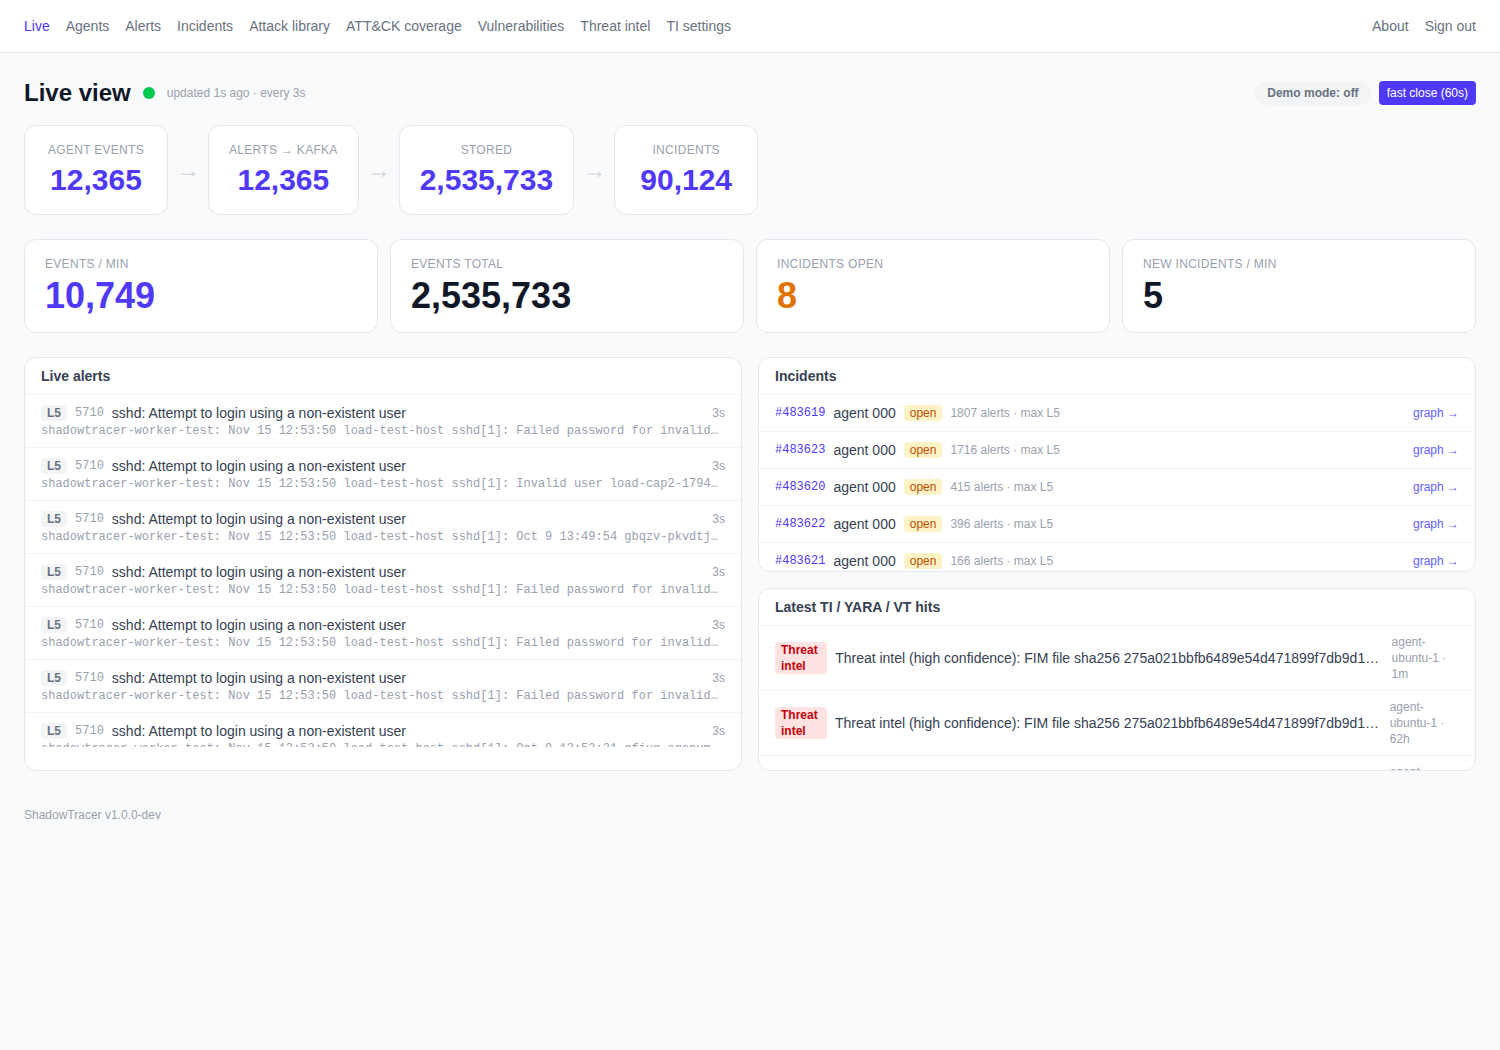 Live Agents Alerts Incidents Attack library ATT&CK coverage Vulnerabilities Threat intel TI settings About Sign out
Live view updated 1s ago · every 3s Demo mode: off fast close (60s)
AGENT EVENTS → ALERTS → KAFKA → STORED → INCIDENTS
12,365 12,365 2,535,733 90,124
EVENTS / MIN EVENTS TOTAL INCIDENTS OPEN NEW INCIDENTS / MIN
10,749 2,535,733 8 5
Live alerts
L5 5710 sshd: Attempt to login using a non-existent user 3s
shadowtracer-worker-test: Nov 15 12:53:50 load-test-host sshd[1]: Failed password for invalid…
L5 5710 sshd: Attempt to login using a non-existent user 3s
shadowtracer-worker-test: Nov 15 12:53:50 load-test-host sshd[1]: Invalid user load-cap2-1794…
L5 5710 sshd: Attempt to login using a non-existent user 3s
shadowtracer-worker-test: Nov 15 12:53:50 load-test-host sshd[1]: Oct 9 13:49:54 gbqzv-pkvdtj…
L5 5710 sshd: Attempt to login using a non-existent user 3s
shadowtracer-worker-test: Nov 15 12:53:50 load-test-host sshd[1]: Failed password for invalid…
L5 5710 sshd: Attempt to login using a non-existent user 3s
shadowtracer-worker-test: Nov 15 12:53:50 load-test-host sshd[1]: Failed password for invalid…
L5 5710 sshd: Attempt to login using a non-existent user 3s
shadowtracer-worker-test: Nov 15 12:53:50 load-test-host sshd[1]: Failed password for invalid…
L5 5710 sshd: Attempt to login using a non-existent user 3s
Incidents
#483619 agent 000 open 1807 alerts · max L5 graph →
#483623 agent 000 open 1716 alerts · max L5 graph →
#483620 agent 000 open 415 alerts · max L5 graph →
#483622 agent 000 open 396 alerts · max L5 graph →
#483621 agent 000 open 166 alerts · max L5 graph →
Latest TI / YARA / VT hits
Threat intel Threat intel (high confidence): FIM file sha256 275a021bbfb6489e54d471899f7db9d1… agent-ubuntu-1 · 1m
Threat intel Threat intel (high confidence): FIM file sha256 275a021bbfb6489e54d471899f7db9d1… agent-ubuntu-1 · 62h
ShadowTracer v1.0.0-dev